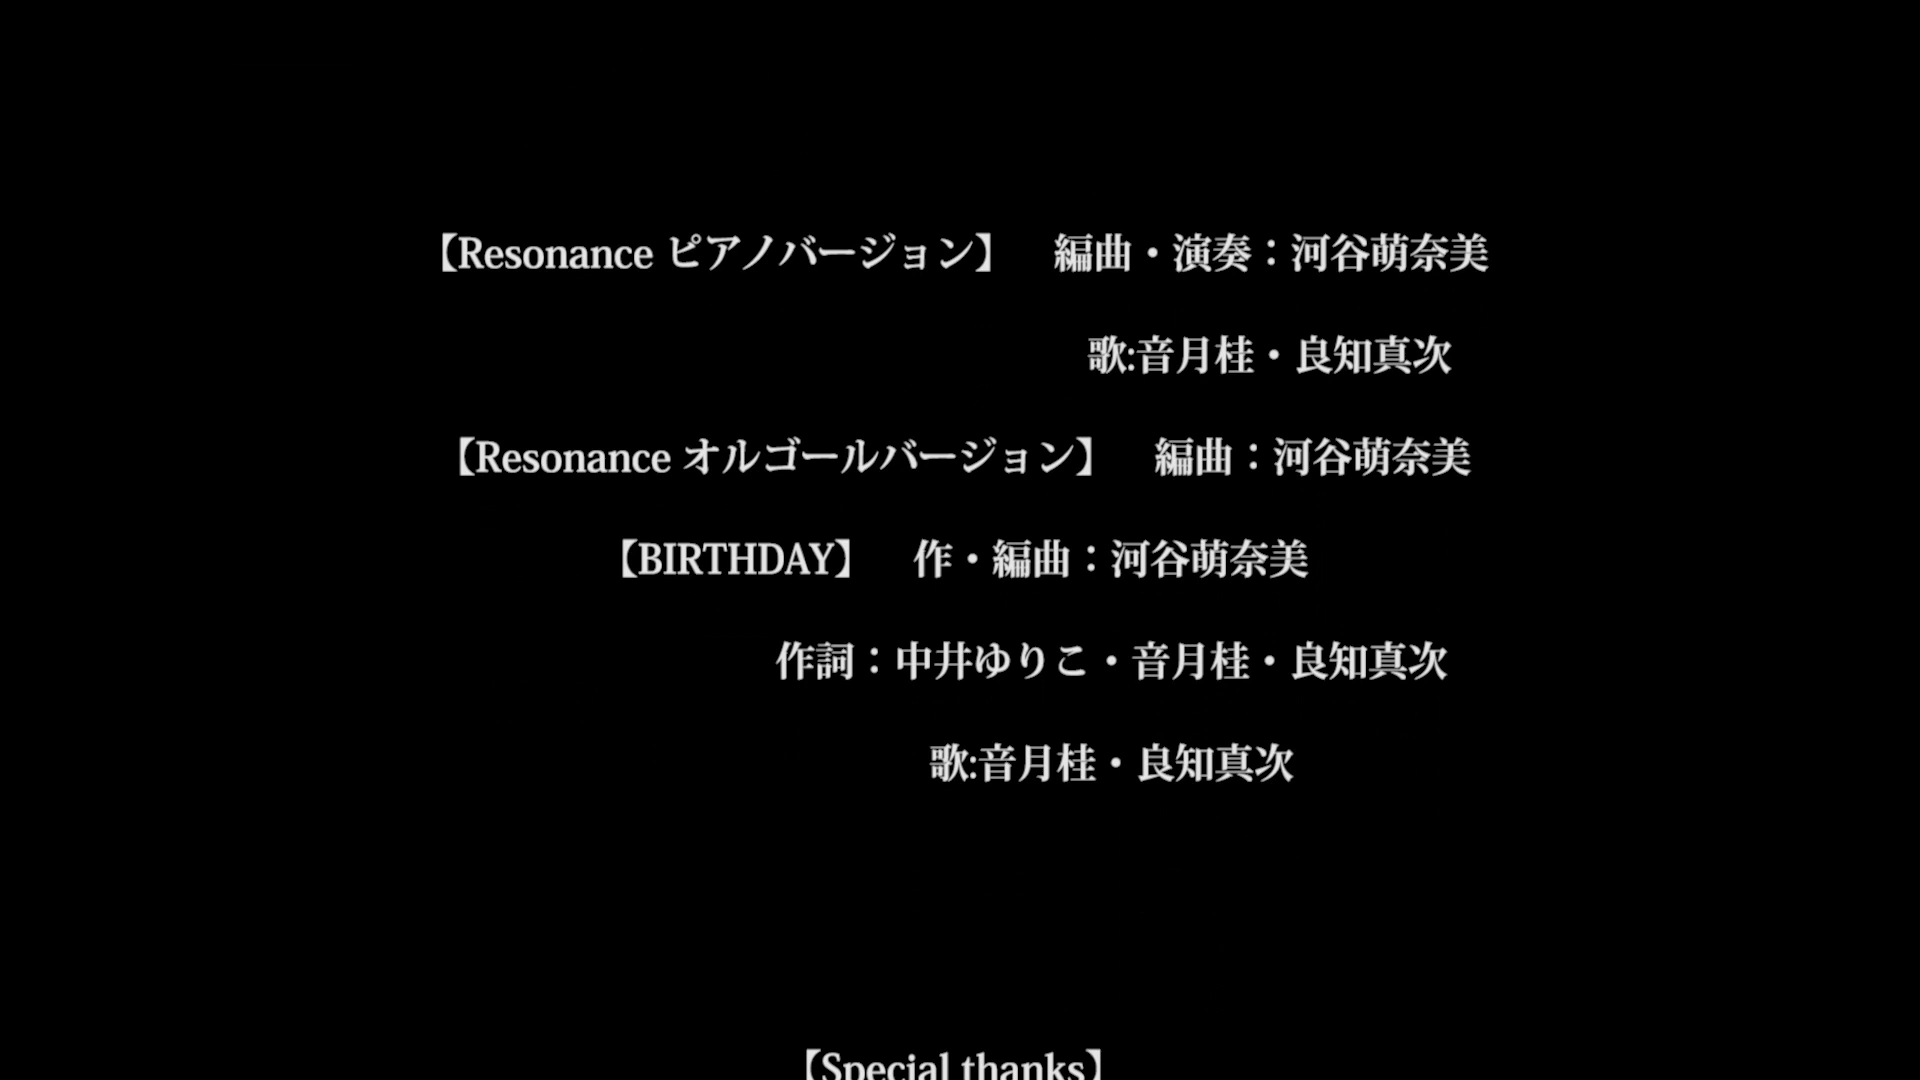 【Resonance ピアノバージョン】　編曲・演奏：河谷萌奈美
歌:音月桂・良知真次
【Resonance オルゴールバージョン】　編曲：河谷萌奈美
【BIRTHDAY】　作・編曲：河谷萌奈美
作詞：中井ゆりこ・音月桂・良知真次
歌:音月桂・良知真次
【Special thanks】